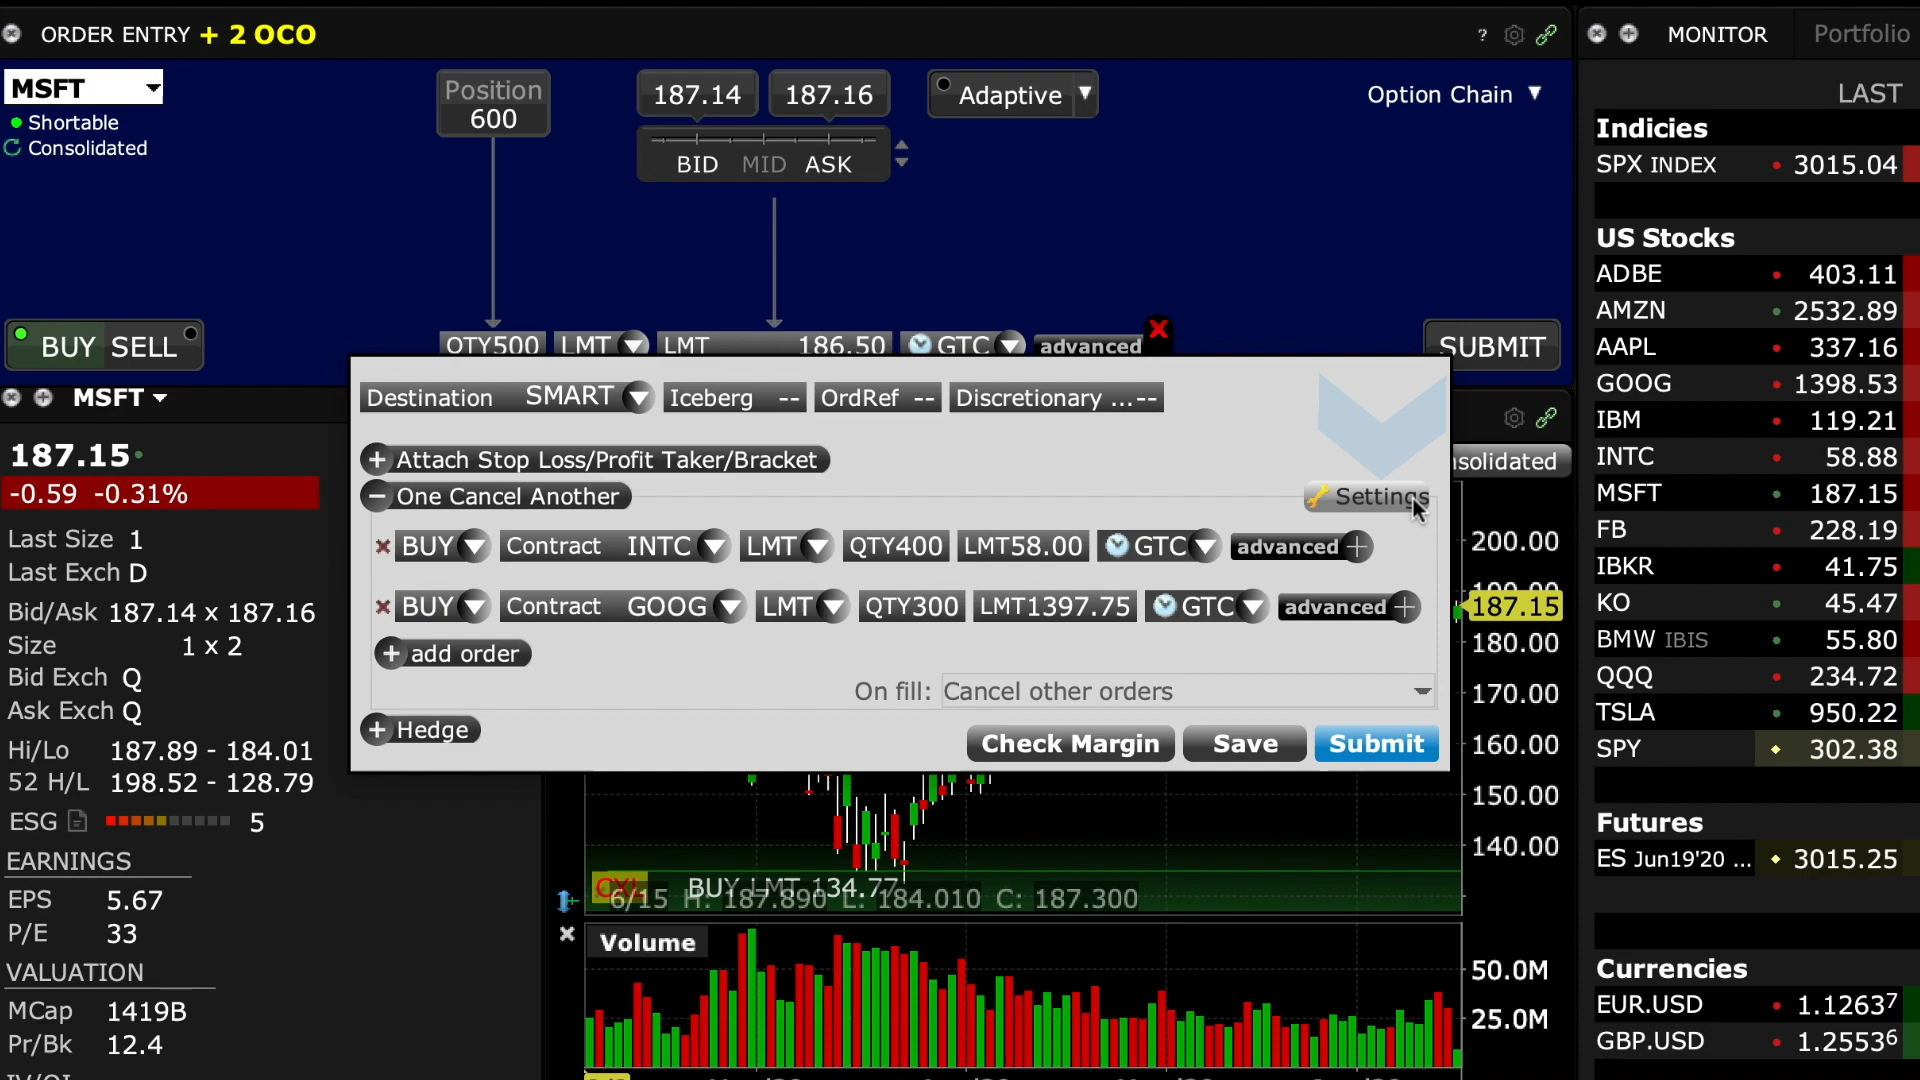 ORDER ENTRY + 2 OCO
?
MONITOR Portfolio
MSFT
Shortable
Consolidated
Position
600
187.14 187.16
Adaptive
BID MID ASK
Option Chain
BUY SELL
QTY500 LMT LMT 186.50 GTC advanced
SUBMIT
Destination SMART Iceberg -- OrdRef -- Discretionary ...--
Attach Stop Loss/Profit Taker/Bracket
One Cancel Another
Settings
BUY Contract INTC LMT QTY400 LMT58.00 GTC advanced
BUY Contract GOOG LMT QTY300 LMT1397.75 GTC advanced
add order
On fill: Cancel other orders
Hedge
Check Margin Save Submit
MSFT
187.15
-0.59 -0.31%
Last Size 1
Last Exch D
Bid/Ask 187.14 x 187.16
Size 1 x 2
Bid Exch Q
Ask Exch Q
Hi/Lo 187.89 - 184.01
52 H/L 198.52 - 128.79
ESG 5
EARNINGS
EPS 5.67
P/E 33
VALUATION
MCap 1419B
Pr/Bk 12.4
200.00
187.15
180.00
170.00
160.00
150.00
140.00
CXL BUY LMT 134.77
6/15 H: 187.890 L: 184.010 C: 187.300
Volume
50.0M
25.0M
LAST
Indicies
SPX INDEX 3015.04
US Stocks
ADBE 403.11
AMZN 2532.89
AAPL 337.16
GOOG 1398.53
IBM 119.21
INTC 58.88
MSFT 187.15
FB 228.19
IBKR 41.75
KO 45.47
BMW IBIS 55.80
QQQ 234.72
TSLA 950.22
SPY 302.38
Futures
ES Jun19'20 ... 3015.25
Currencies
EUR.USD 1.12637
GBP.USD 1.25536